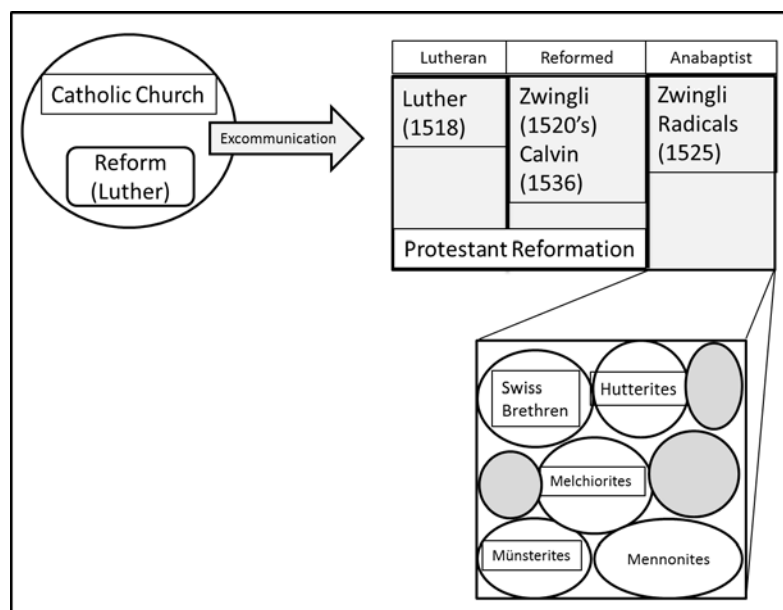 Catholic Church
Reform
(Luther)
Excommunication
Lutheran
Reformed
Anabaptist
Luther
(1518)
Zwingli
(1520's)
Calvin
(1536)
Zwingli
Radicals
(1525)
Protestant Reformation
Swiss
Brethren
Hutterites
Melchiorites
Münsterites
Mennonites